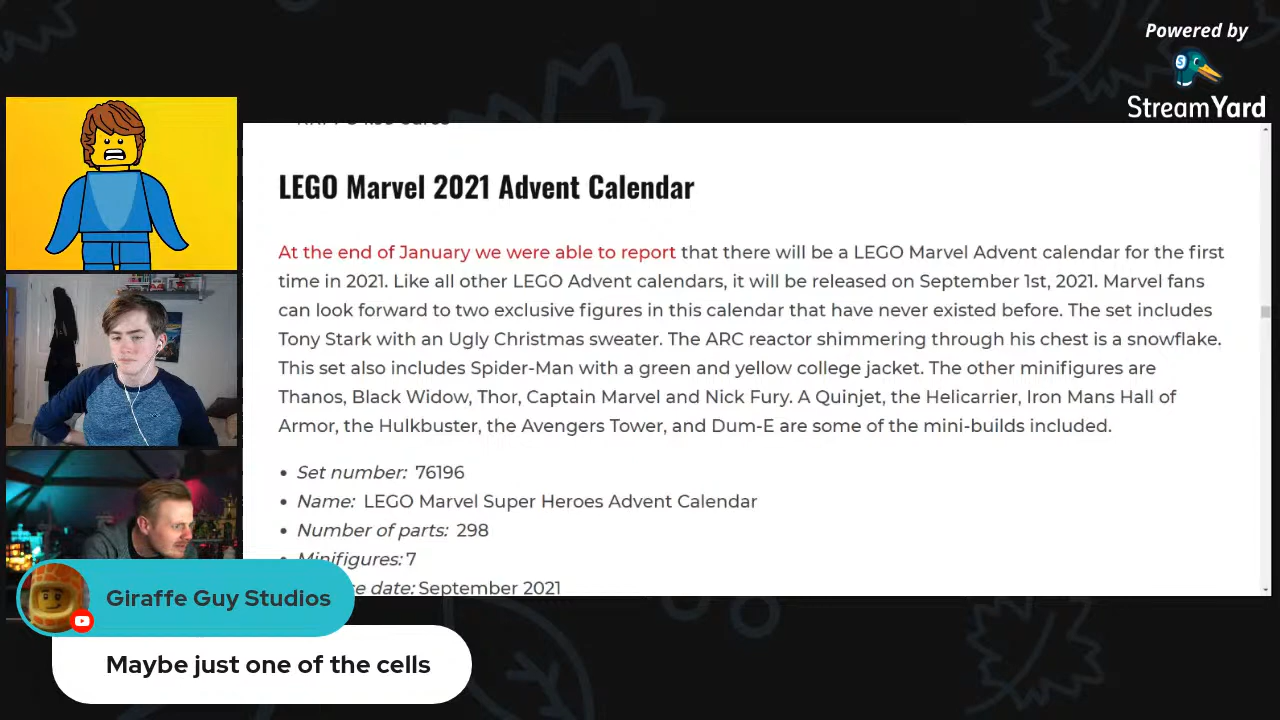 Powered by
StreamYard
LEGO Marvel 2021 Advent Calendar
At the end of January we were able to report that there will be a LEGO Marvel Advent calendar for the first
time in 2021. Like all other LEGO Advent calendars, it will be released on September 1st, 2021. Marvel fans
can look forward to two exclusive figures in this calendar that have never existed before. The set includes
Tony Stark with an Ugly Christmas sweater. The ARC reactor shimmering through his chest is a snowflake.
This set also includes Spider-Man with a green and yellow college jacket. The other minifigures are
Thanos, Black Widow, Thor, Captain Marvel and Nick Fury. A Quinjet, the Helicarrier, Iron Mans Hall of
Armor, the Hulkbuster, the Avengers Tower, and Dum-E are some of the mini-builds included.
• Set number: 76196
• Name: LEGO Marvel Super Heroes Advent Calendar
• Number of parts: 298
• Minifigures: 7
date: September 2021
Giraffe Guy Studios
Maybe just one of the cells